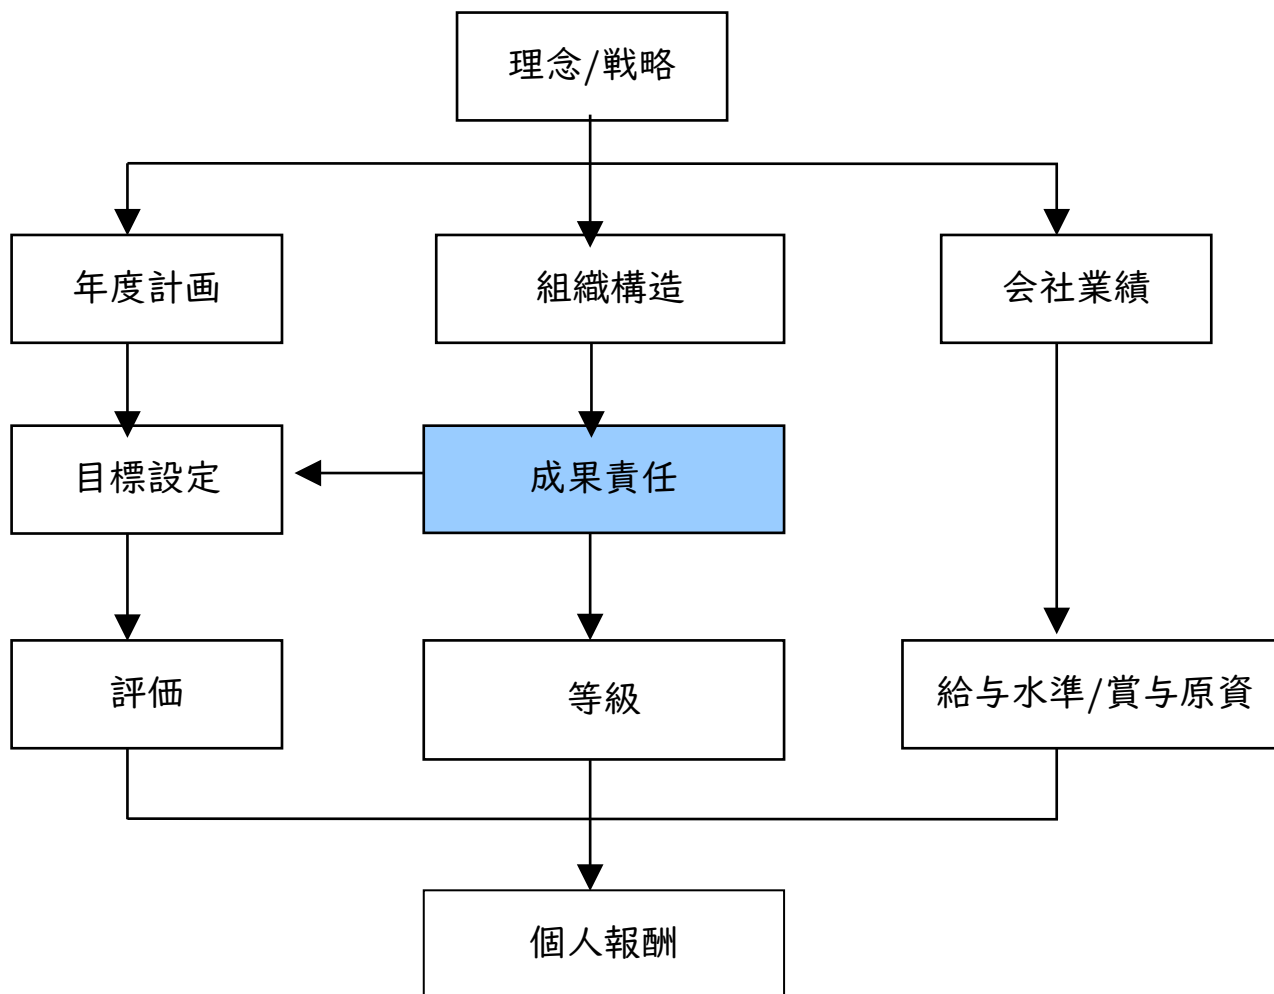 理念/戦略
年度計画
組織構造
会社業績
目標設定
成果責任
評価
等級
給与水準/賞与原資
個人報酬